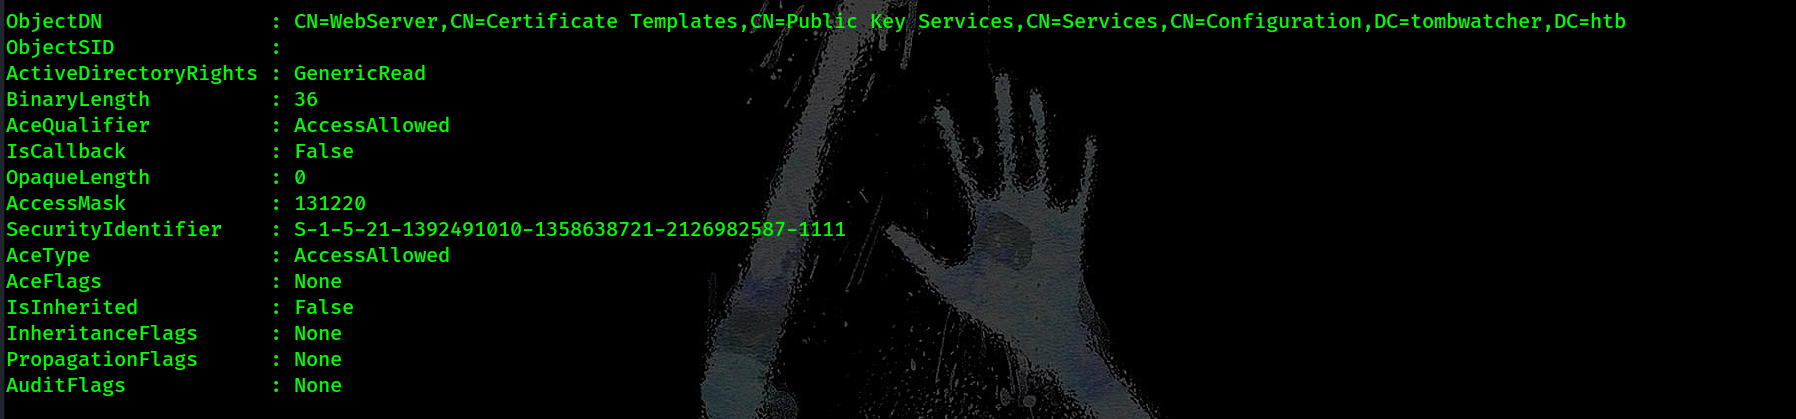 ObjectDN              : CN=WebServer,CN=Certificate Templates,CN=Public Key Services,CN=Services,CN=Configuration,DC=tombwatcher,DC=htb
ObjectSID             :
ActiveDirectoryRights : GenericRead
BinaryLength          : 36
AceQualifier          : AccessAllowed
IsCallback            : False
OpaqueLength          : 0
AccessMask            : 131220
SecurityIdentifier    : S-1-5-21-1392491010-1358638721-2126982587-1111
AceType               : AccessAllowed
AceFlags              : None
IsInherited           : False
InheritanceFlags      : None
PropagationFlags      : None
AuditFlags            : None